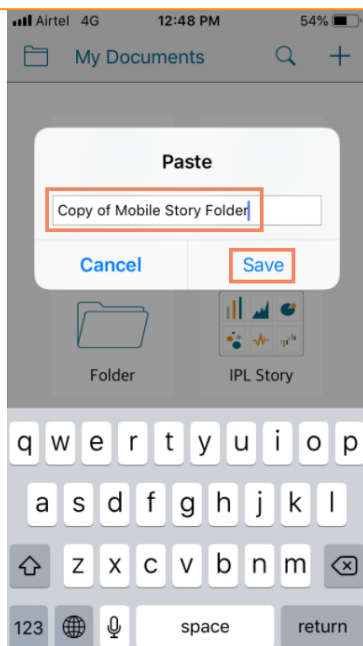 Airtel 4G 12:48 PM 54%
My Documents
Paste
Copy of Mobile Story Folder
Cancel Save
Folder IPL Story
q w e r t y u i o p
a s d f g h j k l
z x c v b n m
123 space return